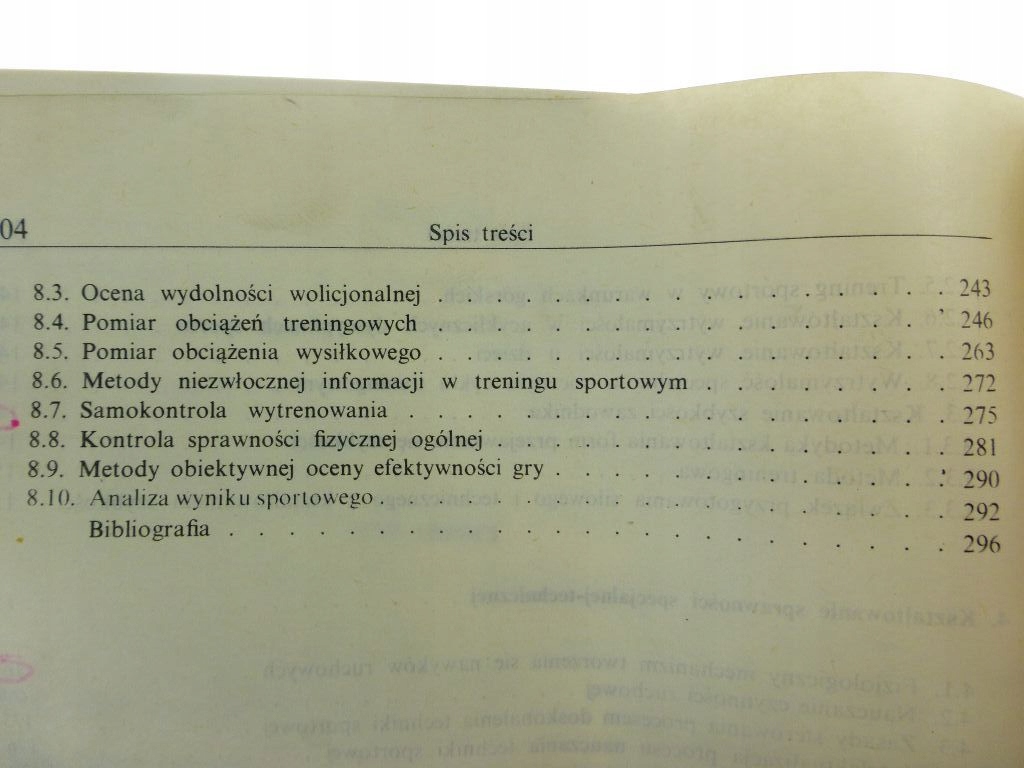 04 Spis treści
8.3. Ocena wydolności wolicjonalnej . . . . . . . . . . . . . . . . . 243
8.4. Pomiar obciążeń treningowych . . . . . . . . . . . . . . . . . 246
8.5. Pomiar obciążenia wysiłkowego . . . . . . . . . . . . . . . . . 263
8.6. Metody niezwłocznej informacji w treningu sportowym . . . . . . . . 272
8.7. Samokontrola wytrenowania . . . . . . . . . . . . . . . . . . 275
8.8. Kontrola sprawności fizycznej ogólnej . . . . . . . . . . . . . . . 281
8.9. Metody obiektywnej oceny efektywności gry . . . . . . . . . . . . . 290
8.10. Analiza wyniku sportowego . . . . . . . . . . . . . . . . . . . 292
Bibliografia . . . . . . . . . . . . . . . . . . . . . . . . 296